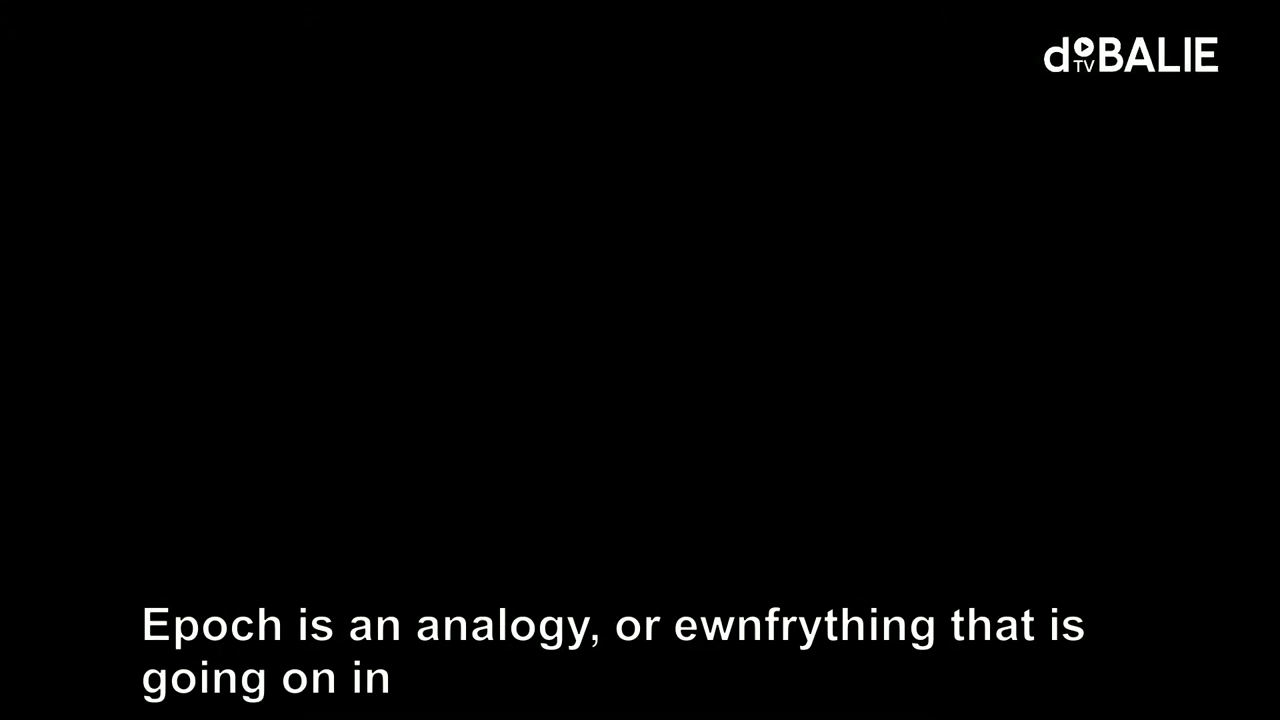 de TV BALIE
Epoch is an analogy, or ewnfrything that is
going on in